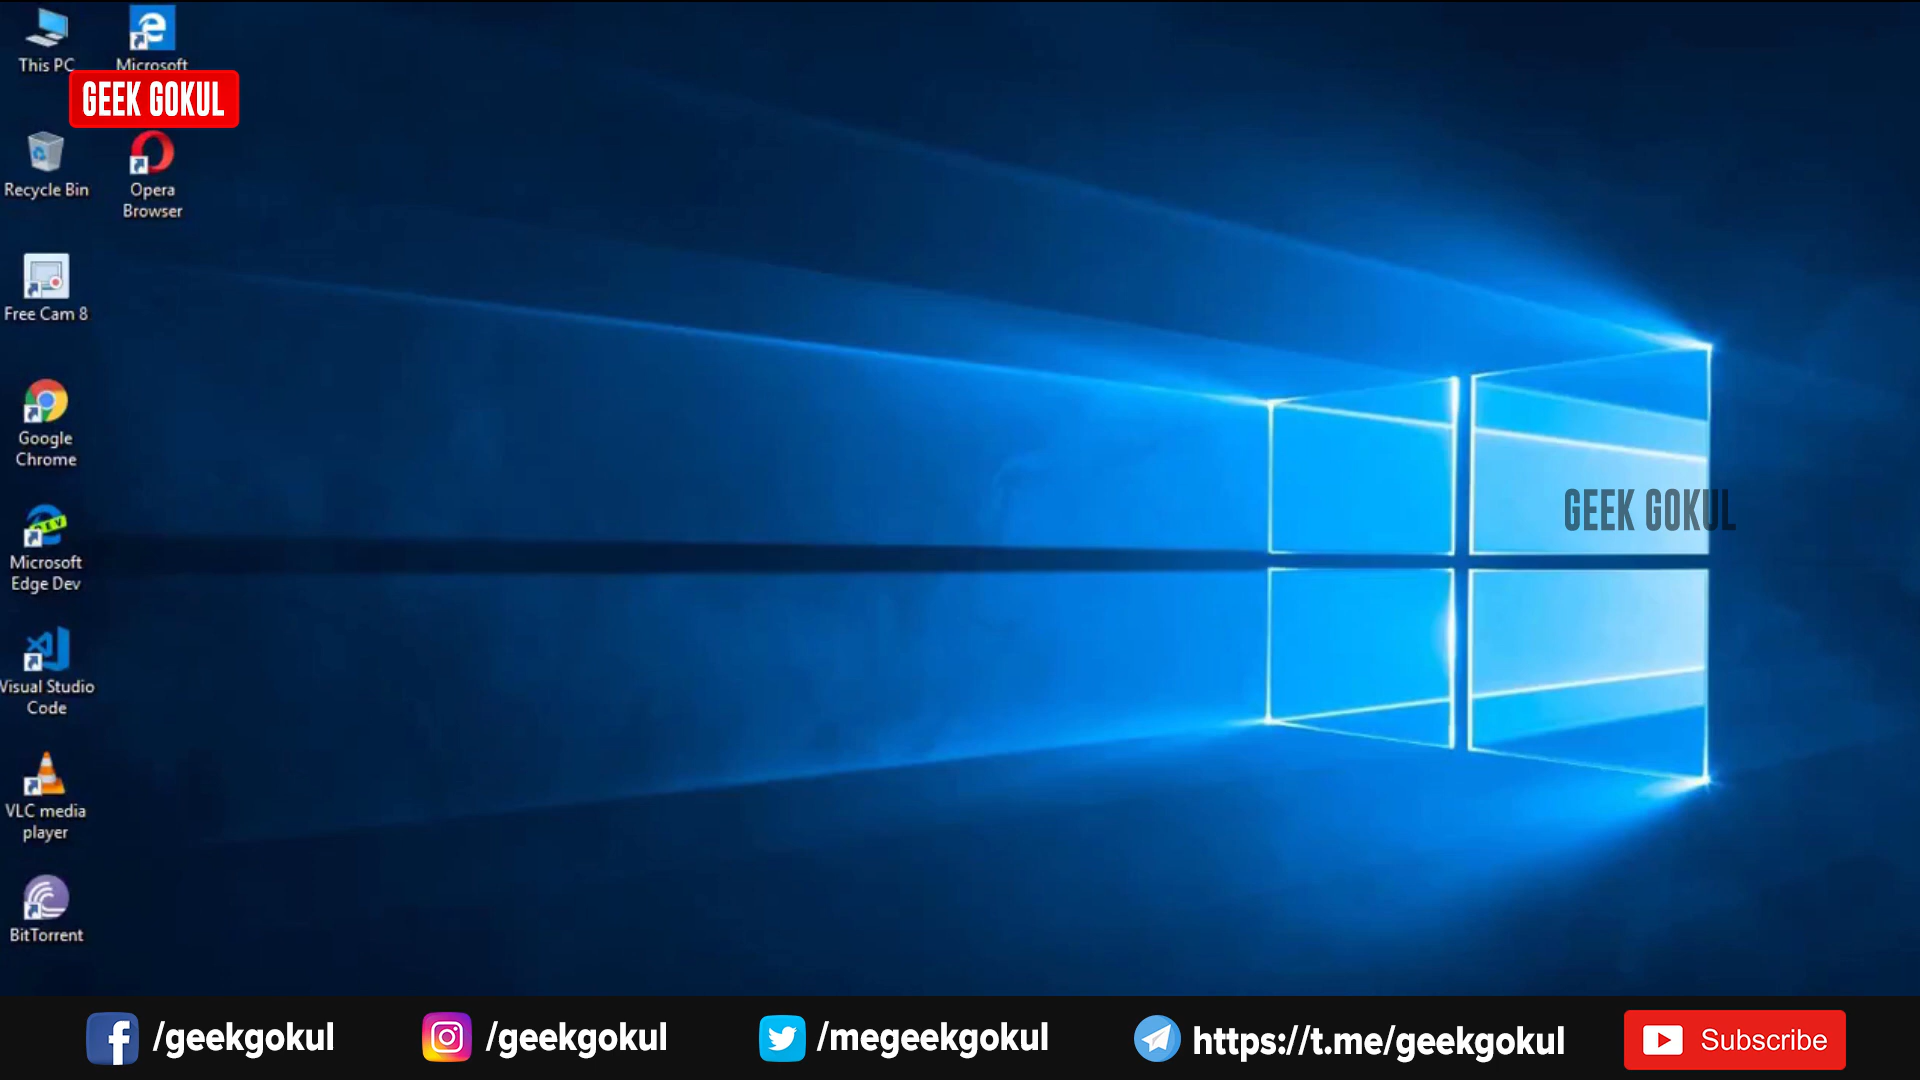 This PC
Microsoft
GEEK GOKUL
Recycle Bin
Opera
Browser
Free Cam 8
Google
Chrome
DEV
Microsoft
Edge Dev
Visual Studio
Code
VLC media
player
BitTorrent
GEEK GOKUL
/geekgokul
/geekgokul
/megeekgokul
https://t.me/geekgokul
Subscribe